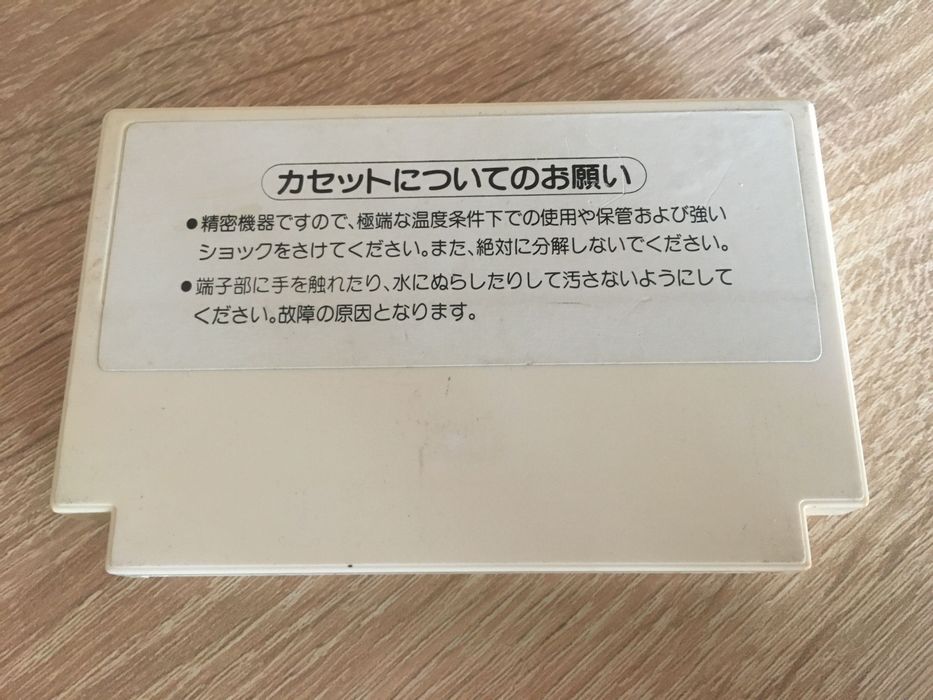 カセットについてのお願い
●精密機器ですので、極端な温度条件下での使用や保管および強い
ショックをさけてください。また、絶対に分解しないでください。
●端子部に手を触れたり、水にぬらしたりして汚さないようにして
ください。故障の原因となります。